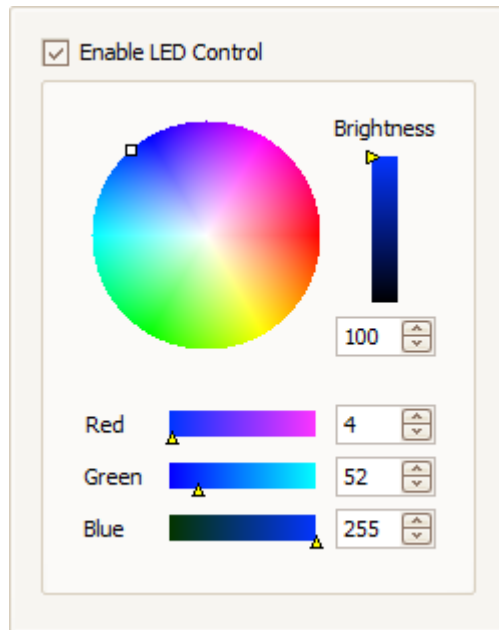 Enable LED Control
Brightness
100
Red 4
Green 52
Blue 255